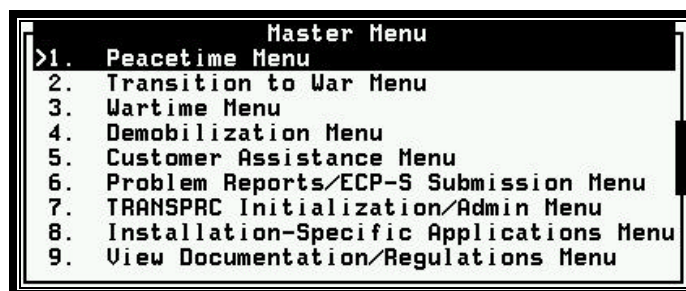 Master Menu
>1. Peacetime Menu
2. Transition to War Menu
3. Wartime Menu
4. Demobilization Menu
5. Customer Assistance Menu
6. Problem Reports/ECP-S Submission Menu
7. TRANSPRC Initialization/Admin Menu
8. Installation-Specific Applications Menu
9. View Documentation/Regulations Menu